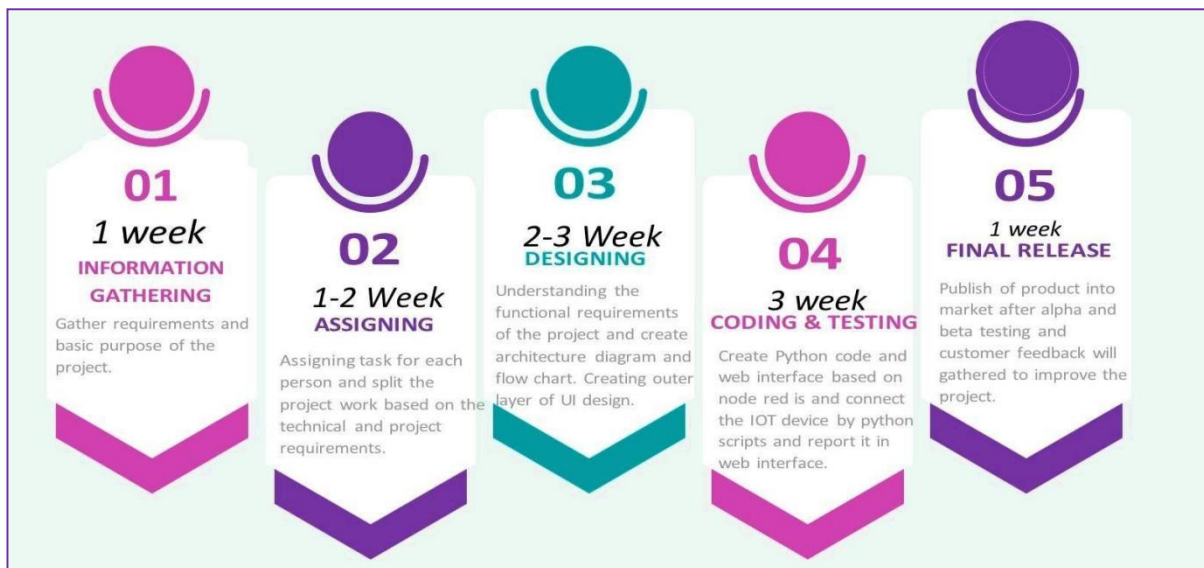 01
1 week
INFORMATION
GATHERING
Gather requirements and
basic purpose of the
project.
02
1-2 Week
ASSIGNING
Assigning task for each
person and split the
project work based on the
technical and project
requirements.
03
2-3 Week
DESIGNING
Understanding the
functional requirements
of the project and create
architecture diagram and
flow chart. Creating outer
layer of UI design.
04
3 week
CODING & TESTING
Create Python code and
web interface based on
node red is and connect
the IOT device by python
scripts and report it in
web interface.
05
1 week
FINAL RELEASE
Publish of product into
market after alpha and
beta testing and
customer feedback will
gathered to improve the
project.